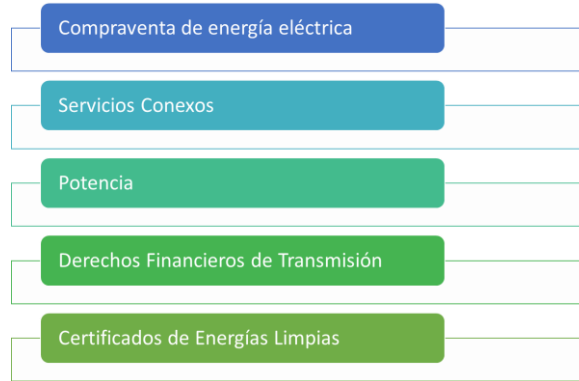 Compraventa de energía eléctrica
Servicios Conexos
Potencia
Derechos Financieros de Transmisión
Certificados de Energías Limpias